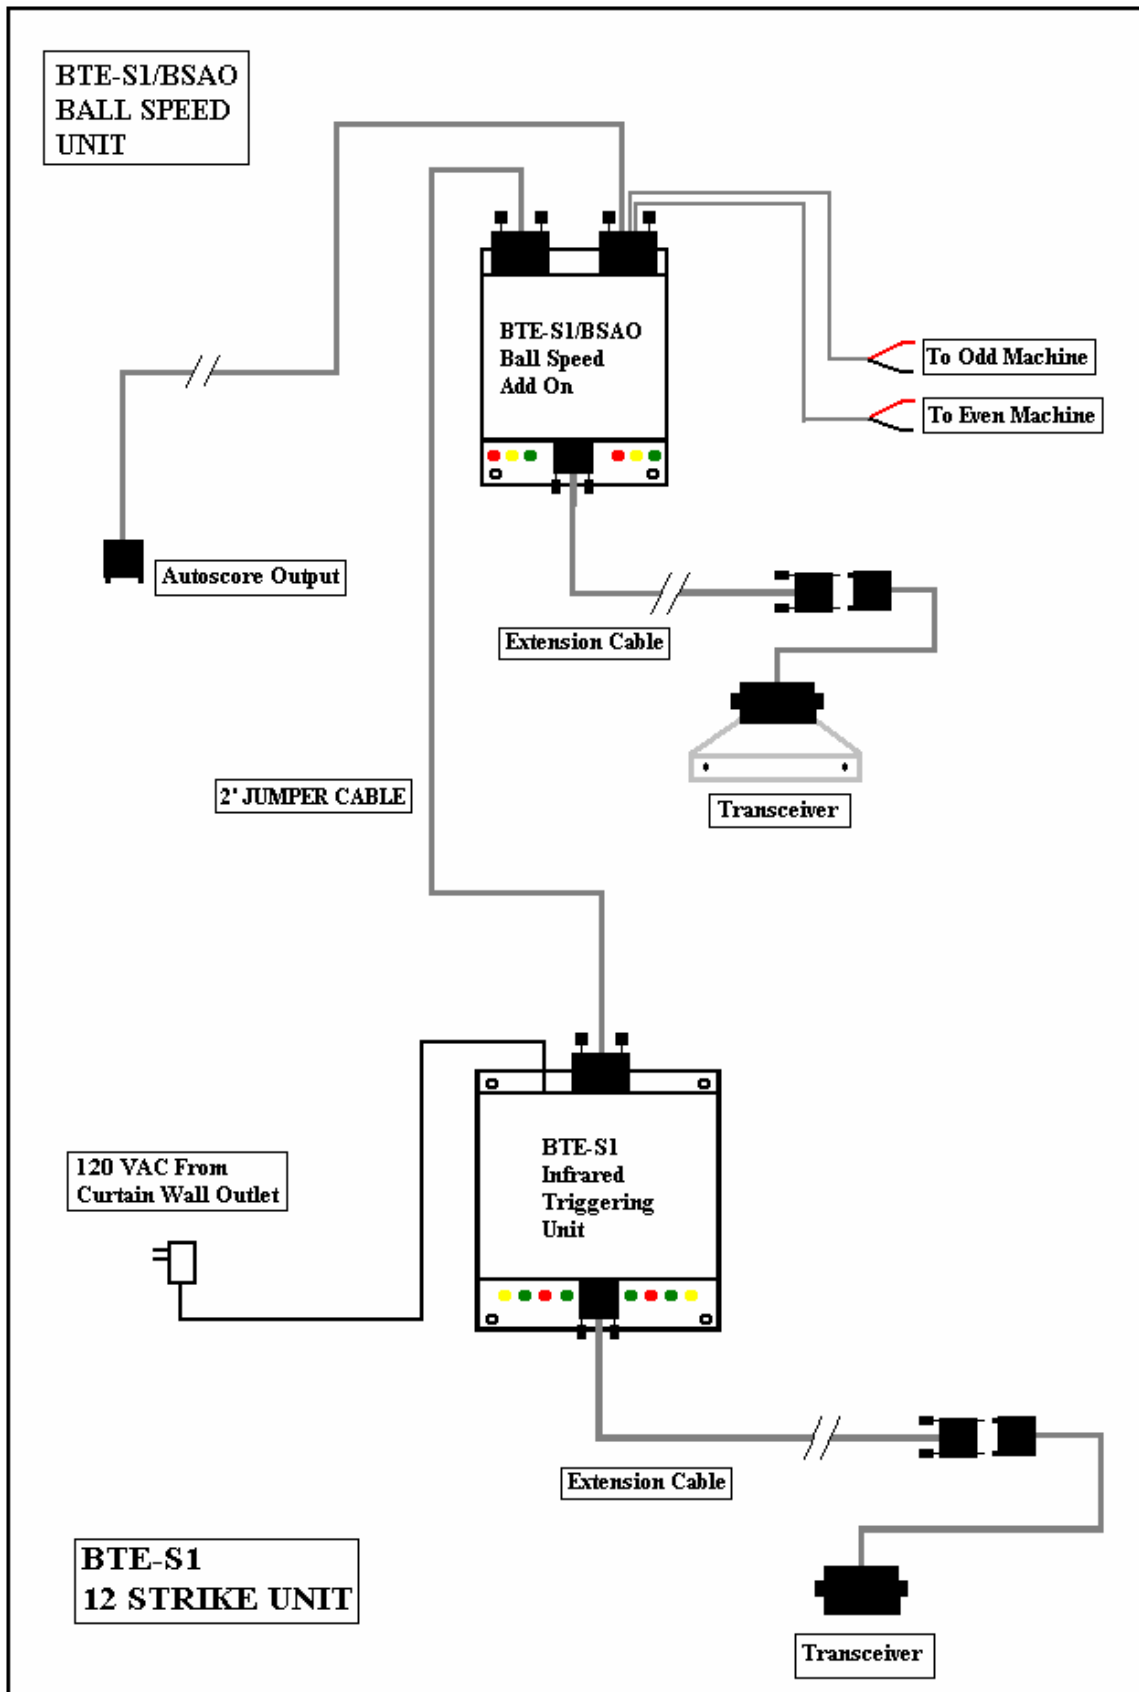 BTE-S1/BSAO
BALL SPEED
UNIT
BTE-S1/BSAO
Ball Speed
Add On
To Odd Machine
To Even Machine
Autoscore Output
Extension Cable
2' JUMPER CABLE
Transceiver
BTE-S1
Infrared
Triggering
Unit
120 VAC From
Curtain Wall Outlet
Extension Cable
BTE-S1
12 STRIKE UNIT
Transceiver